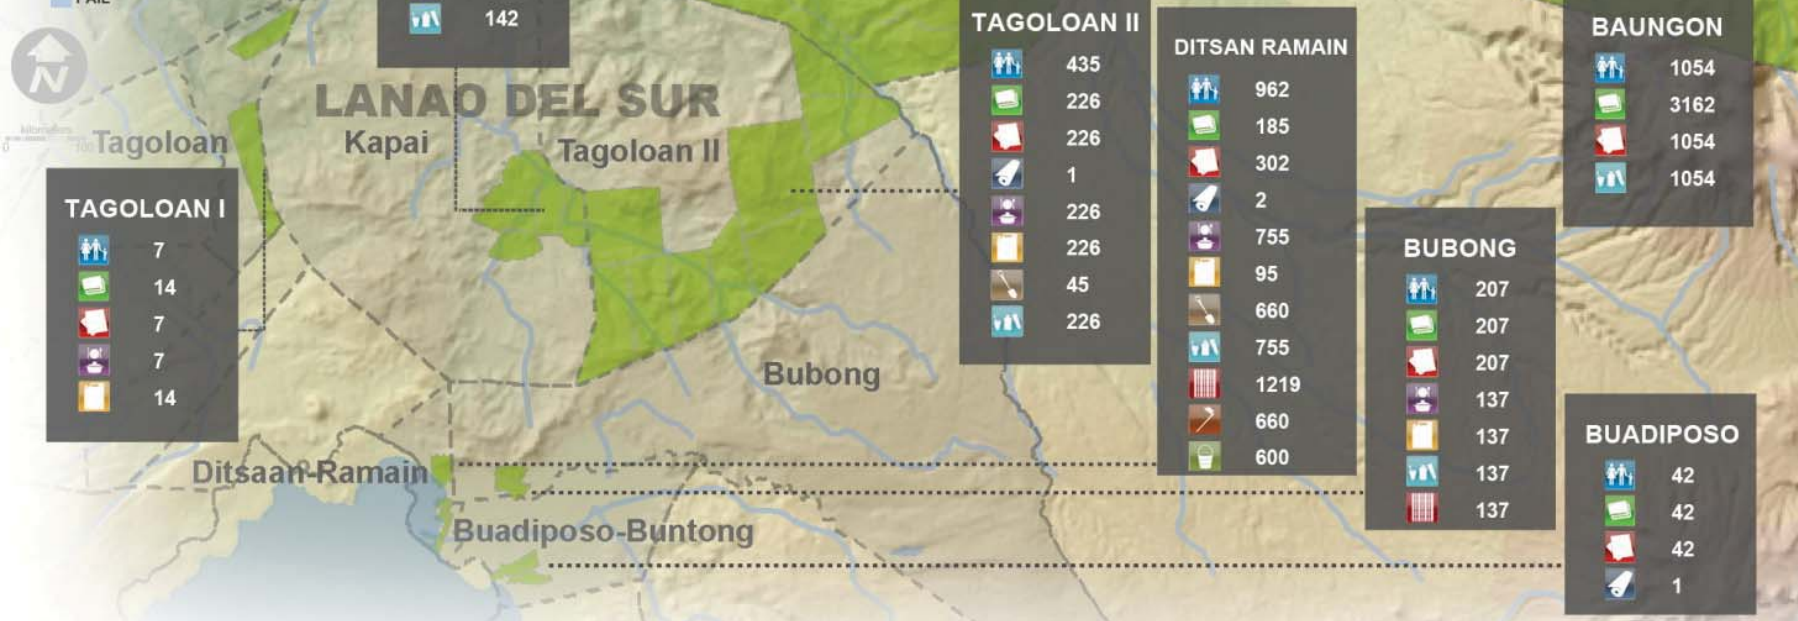 142
N
kilometers
0
100
LANAO DEL SUR
Tagoloan
Kapai
Tagoloan II
Bubong
Ditsaan-Ramain
Buadiposo-Buntong
TAGOLOAN I
7
14
7
7
14
TAGOLOAN II
435
226
226
1
226
226
45
226
DITSAN RAMAIN
962
185
302
2
755
95
660
755
1219
660
600
BUBONG
207
207
207
137
137
137
137
BAUNGON
1054
3162
1054
1054
BUADIPOSO
42
42
42
1